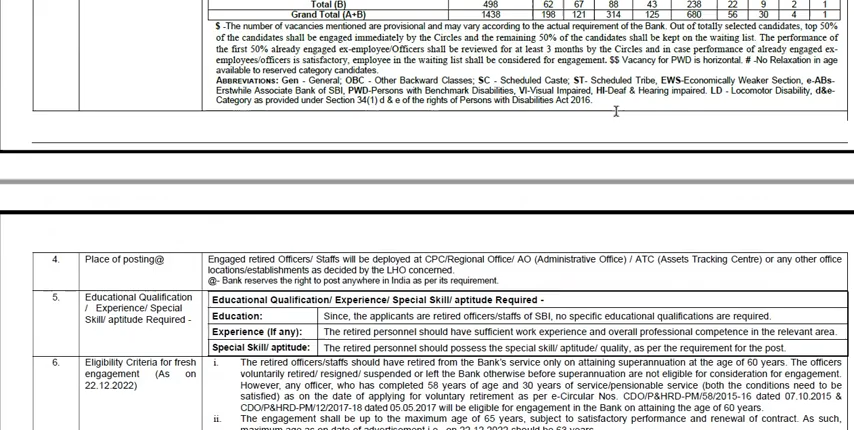 Total (B) 498 62 67 88 43 238 22 9 2 1
Grand Total (A+B) 1438 198 121 314 125 680 56 30 4 1
$ -The number of vacancies mentioned are provisional and may vary according to the actual requirement of the Bank. Out of totally selected candidates, top 50%
of the candidates shall be engaged immediately by the Circles and the remaining 50% of the candidates shall be kept on the waiting list. The performance of
the first 50% already engaged ex-employee/Officers shall be reviewed for at least 3 months by the Circles and in case performance of already engaged ex-
employees/officers is satisfactory, employee in the waiting list shall be considered for engagement. $$ Vacancy for PWD is horizontal. # -No Relaxation in age
available to reserved category candidates.
ABBREVIATIONS: Gen - General; OBC - Other Backward Classes; SC - Scheduled Caste; ST- Scheduled Tribe, EWS-Economically Weaker Section, e-ABs-
Erstwhile Associate Bank of SBI, PWD-Persons with Benchmark Disabilities, VI-Visual Impaired, HI-Deaf & Hearing impaired. LD - Locomotor Disability, d&e-
Category as provided under Section 34(1) d & e of the rights of Persons with Disabilities Act 2016.
4. Place of posting@ Engaged retired Officers/ Staffs will be deployed at CPC/Regional Office/ AO (Administrative Office) / ATC (Assets Tracking Centre) or any other office
locations/establishments as decided by the LHO concerned.
@- Bank reserves the right to post anywhere in India as per its requirement.
5. Educational Qualification
/ Experience/ Special
Skill/ aptitude Required -
Educational Qualification/ Experience/ Special Skill/ aptitude Required -
Education: Since, the applicants are retired officers/staffs of SBI, no specific educational qualifications are required.
Experience (If any): The retired personnel should have sufficient work experience and overall professional competence in the relevant area.
Special Skill/ aptitude: The retired personnel should possess the special skill/ aptitude/ quality, as per the requirement for the post.
6. Eligibility Criteria for fresh
engagement (As on
22.12.2022)
i. The retired officers/staffs should have retired from the Bank's service only on attaining superannuation at the age of 60 years. The officers
voluntarily retired/ resigned/ suspended or left the Bank otherwise before superannuation are not eligible for consideration for engagement.
However, any officer, who has completed 58 years of age and 30 years of service/pensionable service (both the conditions need to be
satisfied) as on the date of applying for voluntary retirement as per e-Circular Nos. CDO/P&HRD-PM/58/2015-16 dated 07.10.2015 &
CDO/P&HRD-PM/12/2017-18 dated 05.05.2017 will be eligible for engagement in the Bank on attaining the age of 60 years.
ii. The engagement shall be up to the maximum age of 65 years, subject to satisfactory performance and renewal of contract. As such,
maximum age as on date of advertisement i.e., on 22.12.2022 should be 63 years.